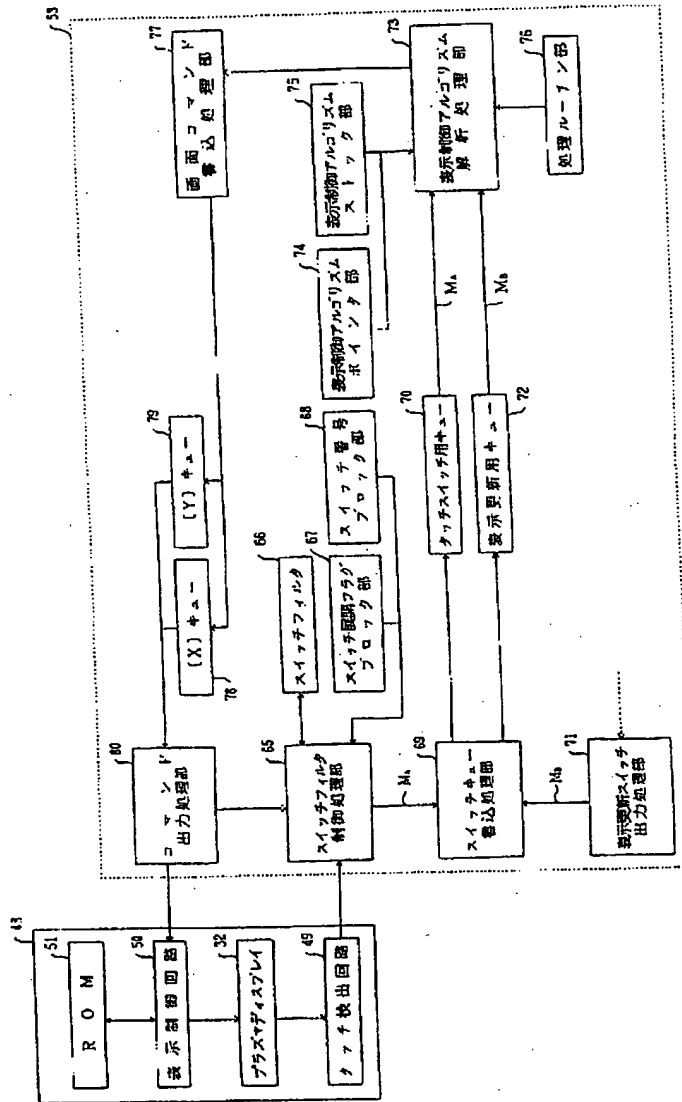 53
48
51
ROM
50
表示制御回路
32
プラズマディスプレイ
49
タッチ検出回路
80
コマンド
出力処理部
78
[X]キュー
79
[Y]キュー
77
画面コマンド
書込処理部
65
スイッチフィルタ
制御処理部
66
スイッチフィルタ
67
スイッチ展開フラグ
ブロック部
68
スイッチ番号
ブロック部
74
表示制御アルゴリズム
ポインタ部
75
表示制御アルゴリズム
ストック部
73
表示制御アルゴリズム
解析処理部
76
処理ルーチン部
MA
69
スイッチキュー
書込処理部
70
タッチスイッチ用キュー
MA
72
表示更新用キュー
MB
71
表示更新スイッチ
出力処理部
MB